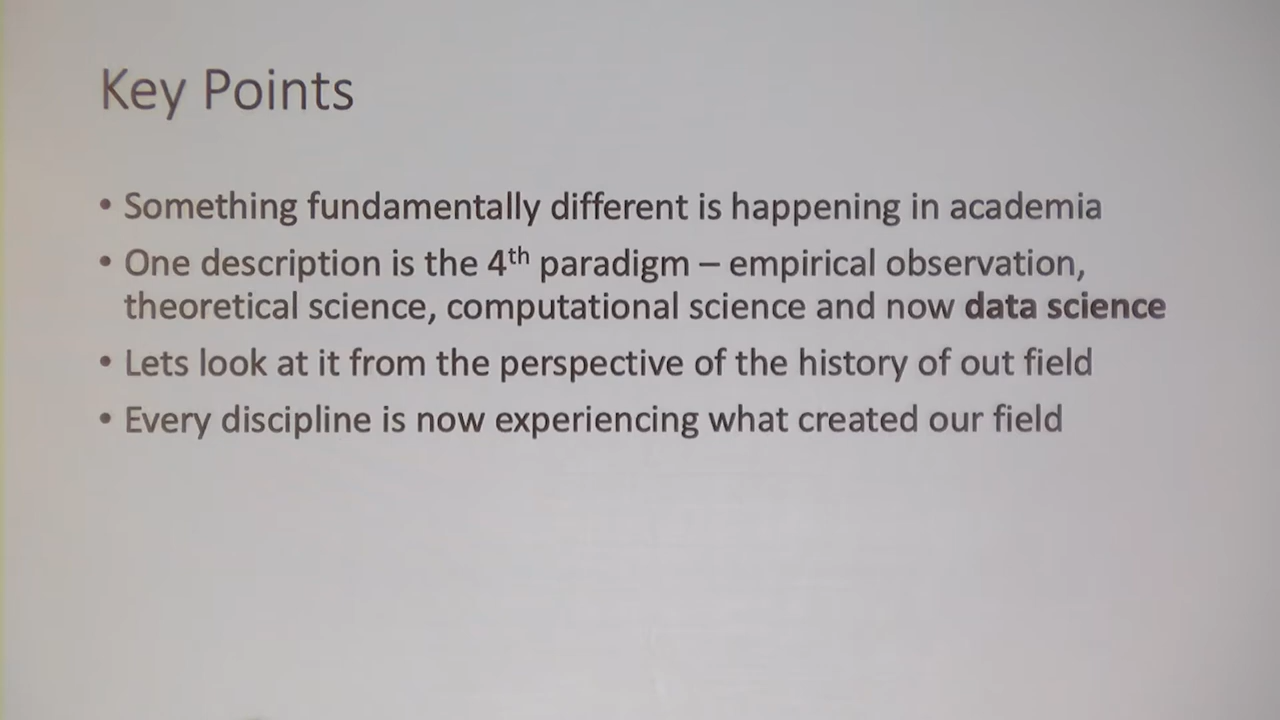 Key Points
• Something fundamentally different is happening in academia
• One description is the 4th paradigm – empirical observation,
theoretical science, computational science and now data science
• Lets look at it from the perspective of the history of out field
• Every discipline is now experiencing what created our field